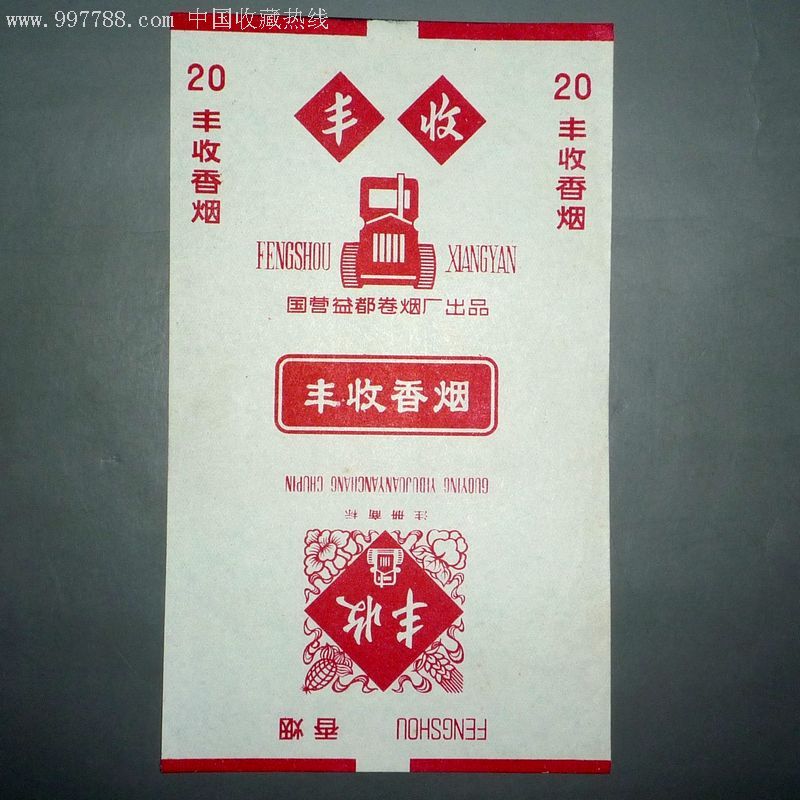 www.997788.com 中国收藏热线
20
丰收香烟
20
丰收香烟
丰收
FENGSHOU XIANGYAN
国营益都卷烟厂出品
丰收香烟
GUOYING YIDUJUANYANCHANG CHUPIN
注册商标
丰收
FENGSHOU 香烟